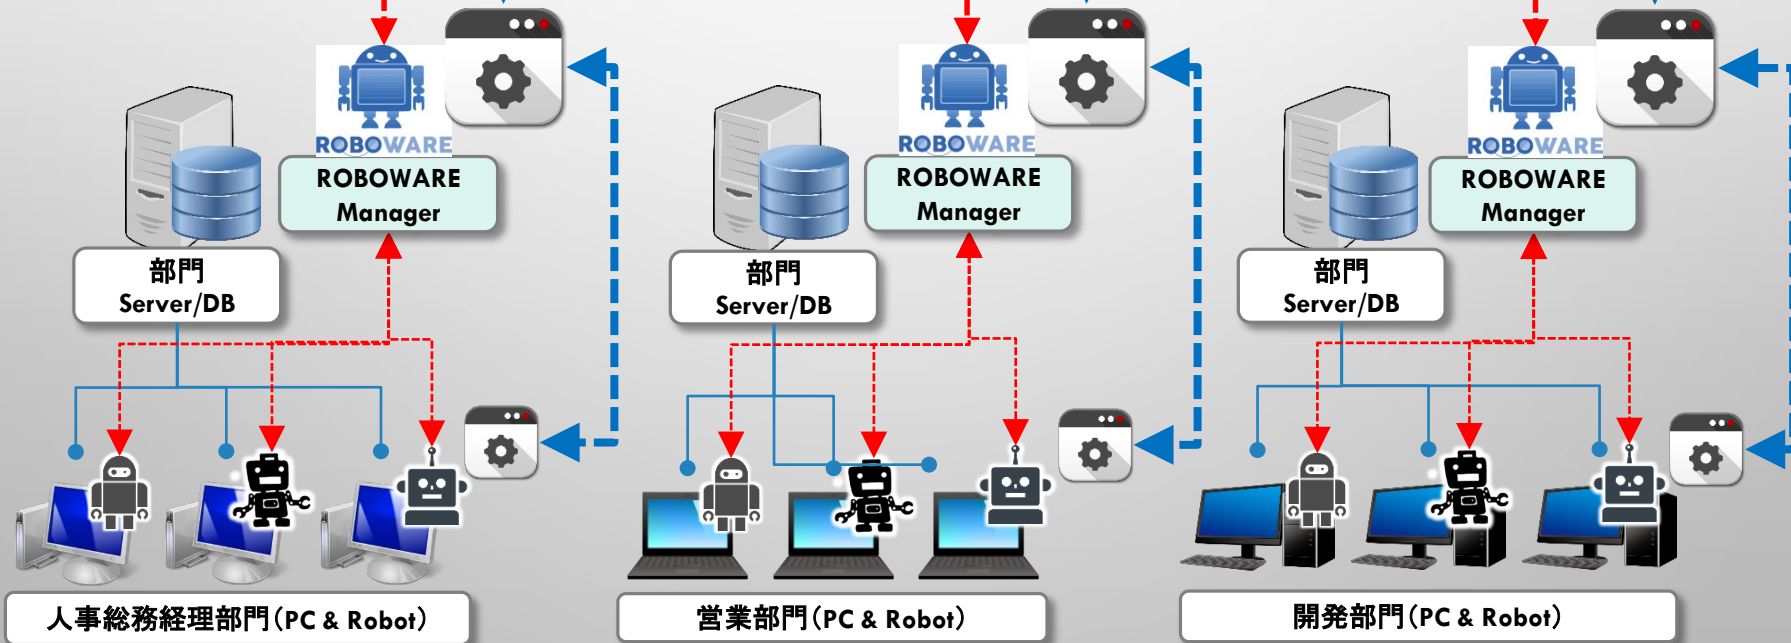 ROBOWARE
ROBOWARE
Manager
部門
Server/DB
人事総務経理部門(PC & Robot)
ROBOWARE
ROBOWARE
Manager
部門
Server/DB
営業部門(PC & Robot)
ROBOWARE
ROBOWARE
Manager
部門
Server/DB
開発部門(PC & Robot)